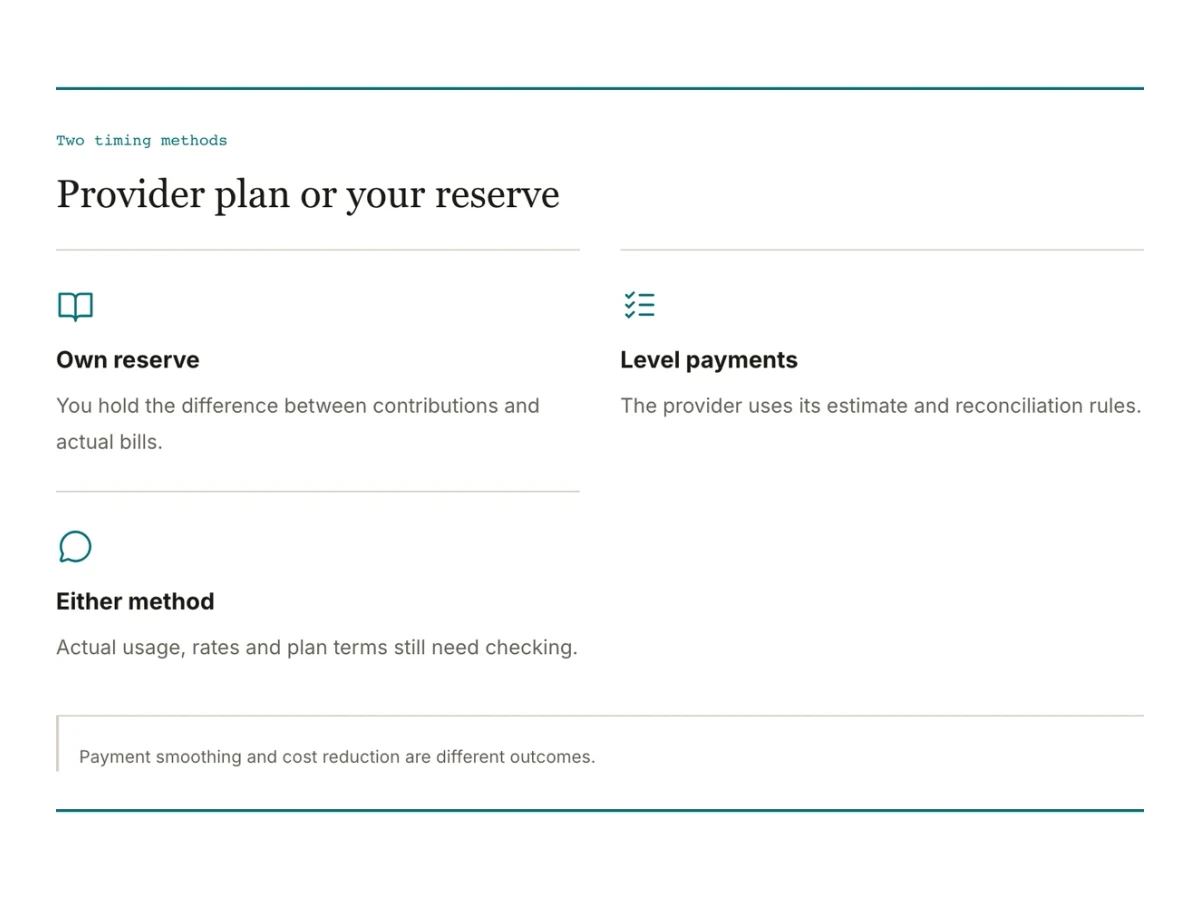 Two timing methods
Provider plan or your reserve
Own reserve
You hold the difference between contributions and
actual bills.
Level payments
The provider uses its estimate and reconciliation rules.
Either method
Actual usage, rates and plan terms still need checking.
Payment smoothing and cost reduction are different outcomes.